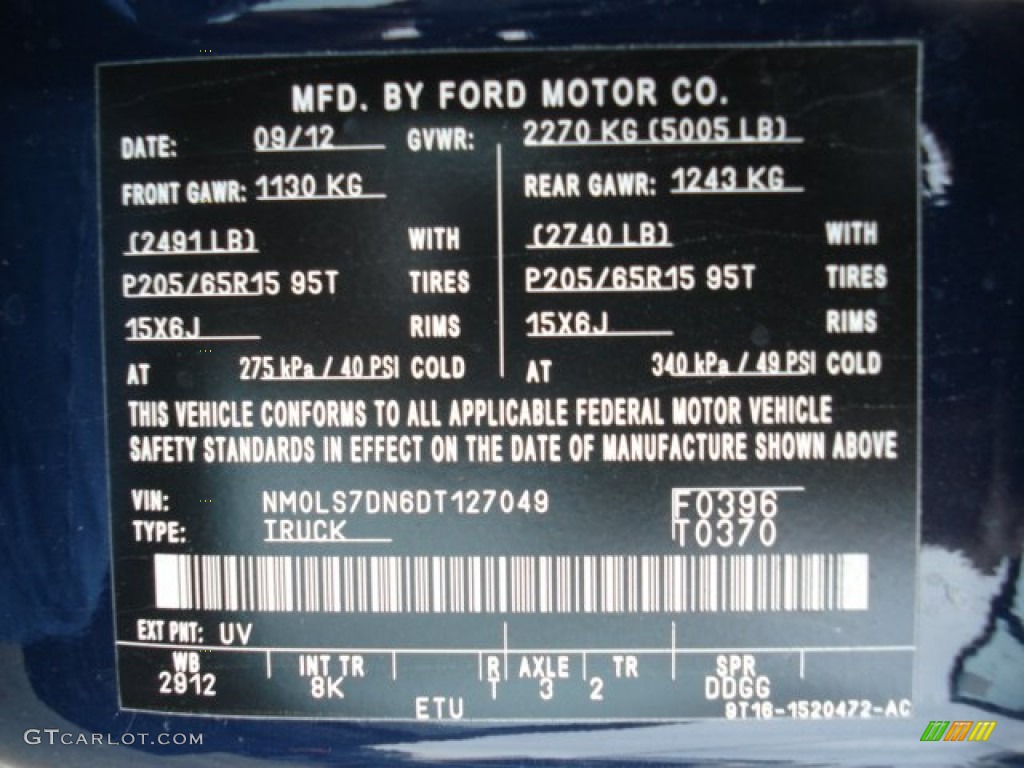 MFD. BY FORD MOTOR CO.
DATE: 09/12 GVWR: 2270 KG (5005 LB)
FRONT GAWR: 1130 KG REAR GAWR: 1243 KG
(2491 LB) WITH (2740 LB) WITH
P205/65R15 95T TIRES P205/65R15 95T TIRES
15X6J RIMS 15X6J RIMS
AT 275 kPa / 40 PSI COLD AT 340 kPa / 49 PSI COLD
THIS VEHICLE CONFORMS TO ALL APPLICABLE FEDERAL MOTOR VEHICLE
SAFETY STANDARDS IN EFFECT ON THE DATE OF MANUFACTURE SHOWN ABOVE
VIN: NM0LS7DN6DT127049 F0396
TYPE: TRUCK T0370
EXT PNT: UV
WB INT TR R AXLE TR SPR
2912 8K T 3 2 DDGG
ETU 9T16-1520472-AC
GTCARLOT.COM